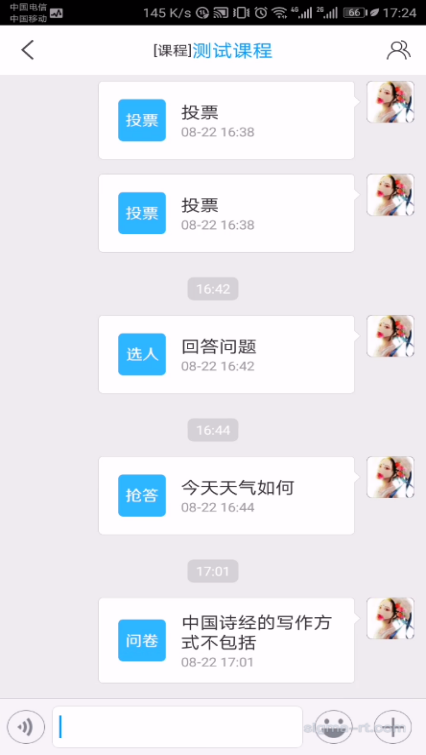 中国电信
中国移动
145 K/s
4G
2G
66
17:24
[课程]测试课程
投票
投票
08-22 16:38
投票
投票
08-22 16:38
16:42
选人
回答问题
08-22 16:42
16:44
抢答
今天天气如何
08-22 16:44
17:01
问卷
中国诗经的写作方
式不包括
08-22 17:01